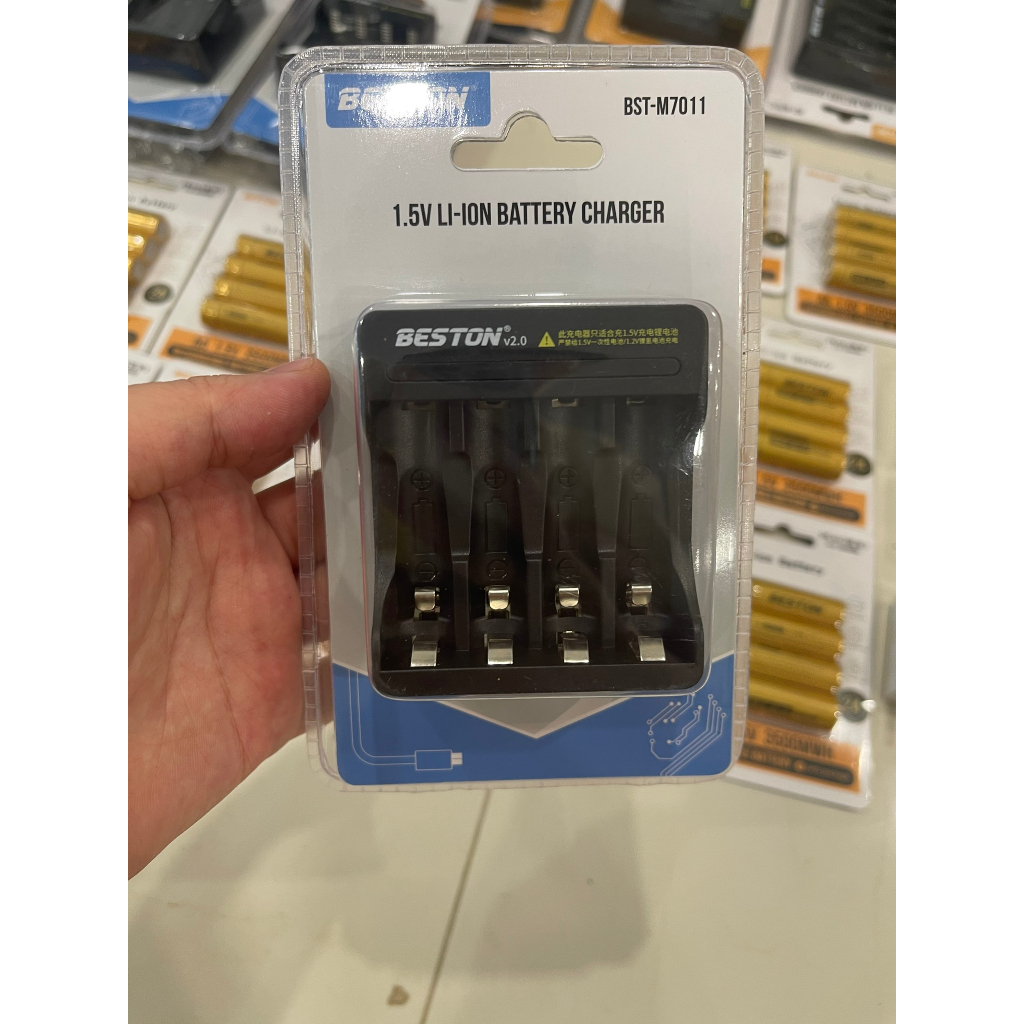 BESTON
BST-M7011
1.5V LI-ION BATTERY CHARGER
BESTON® v2.0
此充电器只适合充1.5V充电锂电池
严禁给1.5V一次性电池/1.2V镍氢电池充电
BESTON
BESTON